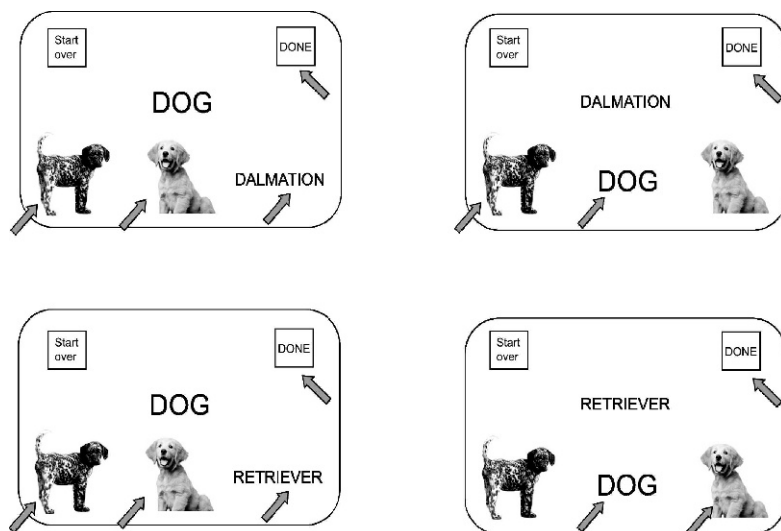 Start
over
DONE
DOG
DALMATION
Start
over
DONE
DALMATION
DOG
Start
over
DONE
DOG
RETRIEVER
Start
over
DONE
RETRIEVER
DOG